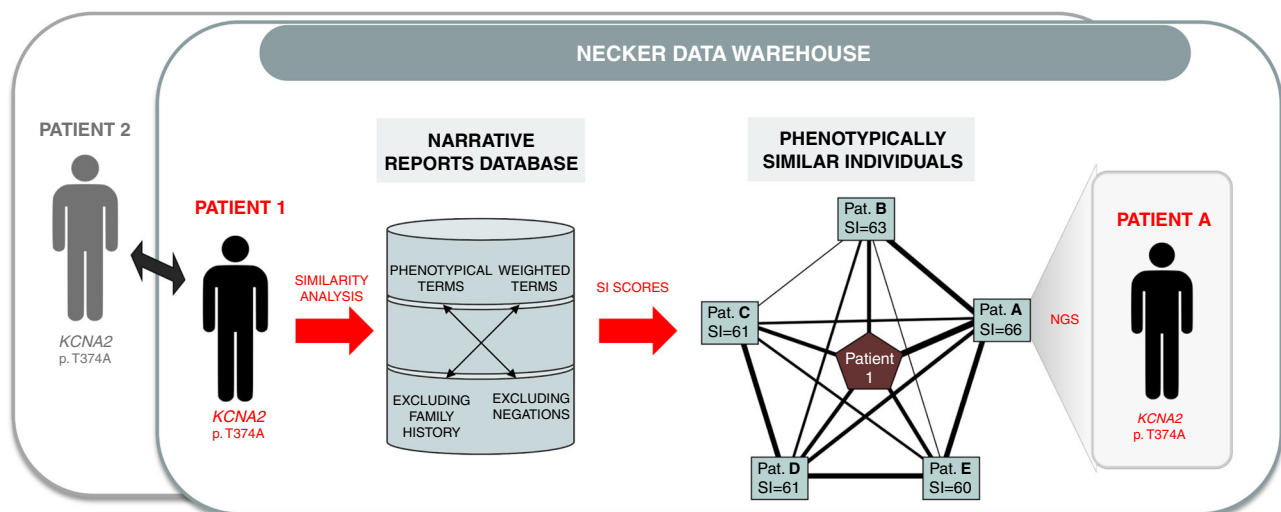 NECKER DATA WAREHOUSE
PATIENT 2
KCNA2
p. T374A
PATIENT 1
KCNA2
p. T374A
SIMILARITY
ANALYSIS
NARRATIVE
REPORTS DATABASE
PHENOTYPICAL
TERMS
WEIGHTED
TERMS
EXCLUDING
FAMILY
HISTORY
EXCLUDING
NEGATIONS
SI SCORES
PHENOTYPICALLY
SIMILAR INDIVIDUALS
Pat. B
SI=63
Pat. C
SI=61
Pat. A
SI=66
Patient
1
Pat. D
SI=61
Pat. E
SI=60
NGS
PATIENT A
KCNA2
p. T374A